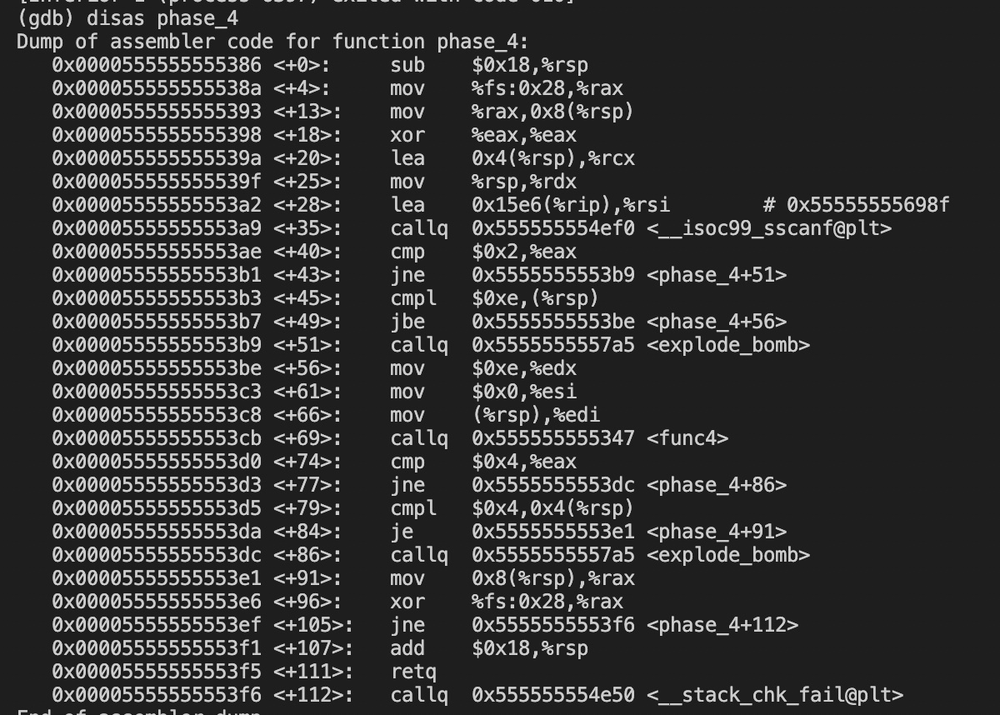 (gdb) disas phase_4
Dump of assembler code for function phase_4:
0x0000555555555386 <+0>: sub $0x18,%rsp
0x000055555555538a <+4>: mov %fs:0x28,%rax
0x0000555555555393 <+13>: mov %rax,0x8(%rsp)
0x0000555555555398 <+18>: xor %eax,%eax
0x000055555555539a <+20>: lea 0x4(%rsp),%rcx
0x000055555555539f <+25>: mov %rsp,%rdx
0x00005555555553a2 <+28>: lea 0x15e6(%rip),%rsi # 0x55555555698f
0x00005555555553a9 <+35>: callq 0x555555554ef0 <__isoc99_sscanf@plt>
0x00005555555553ae <+40>: cmp $0x2,%eax
0x00005555555553b1 <+43>: jne 0x5555555553b9 <phase_4+51>
0x00005555555553b3 <+45>: cmpl $0xe,(%rsp)
0x00005555555553b7 <+49>: jbe 0x5555555553be <phase_4+56>
0x00005555555553b9 <+51>: callq 0x5555555557a5 <explode_bomb>
0x00005555555553be <+56>: mov $0xe,%edx
0x00005555555553c3 <+61>: mov $0x0,%esi
0x00005555555553c8 <+66>: mov (%rsp),%edi
0x00005555555553cb <+69>: callq 0x555555555347 <func4>
0x00005555555553d0 <+74>: cmp $0x4,%eax
0x00005555555553d3 <+77>: jne 0x5555555553dc <phase_4+86>
0x00005555555553d5 <+79>: cmpl $0x4,0x4(%rsp)
0x00005555555553da <+84>: je 0x5555555553e1 <phase_4+91>
0x00005555555553dc <+86>: callq 0x5555555557a5 <explode_bomb>
0x00005555555553e1 <+91>: mov 0x8(%rsp),%rax
0x00005555555553e6 <+96>: xor %fs:0x28,%rax
0x00005555555553ef <+105>: jne 0x5555555553f6 <phase_4+112>
0x00005555555553f1 <+107>: add $0x18,%rsp
0x00005555555553f5 <+111>: retq
0x00005555555553f6 <+112>: callq 0x555555554e50 <__stack_chk_fail@plt>
End of assembler dump